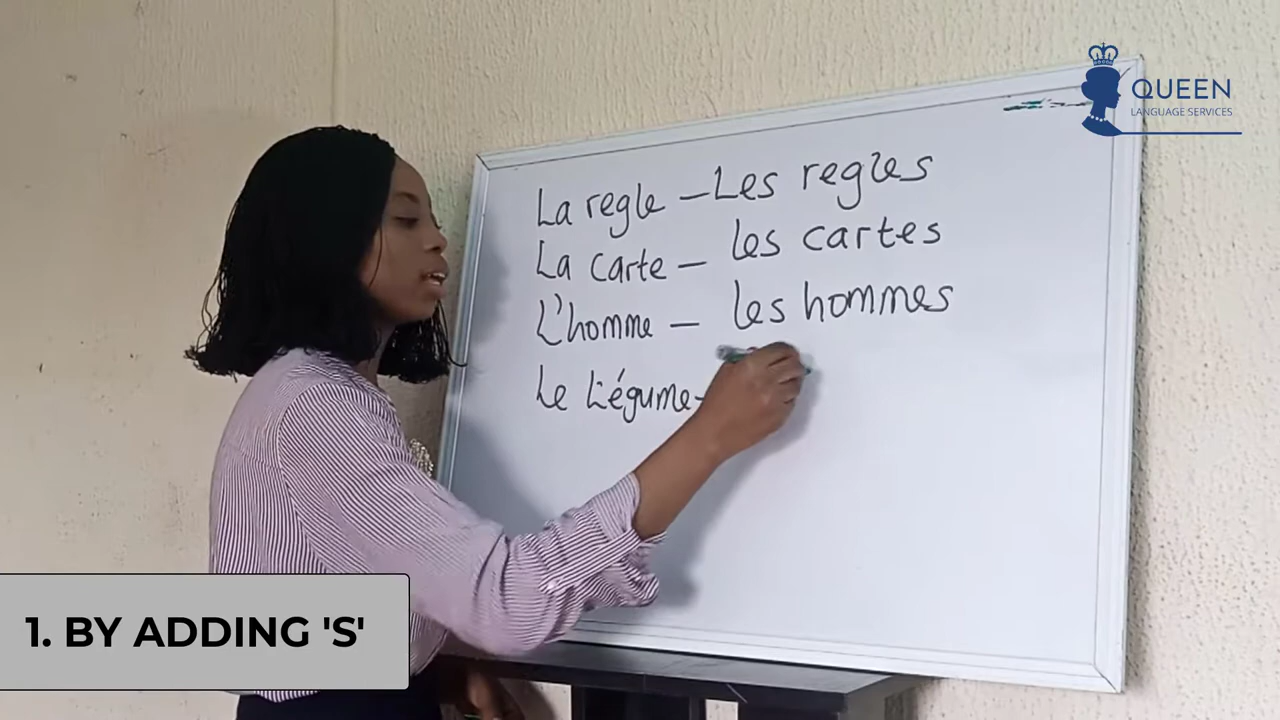 QUEEN
LANGUAGE SERVICES
La regle – Les regles
La carte – les cartes
L'homme – les hommes
Le Légume-
1. BY ADDING 'S'